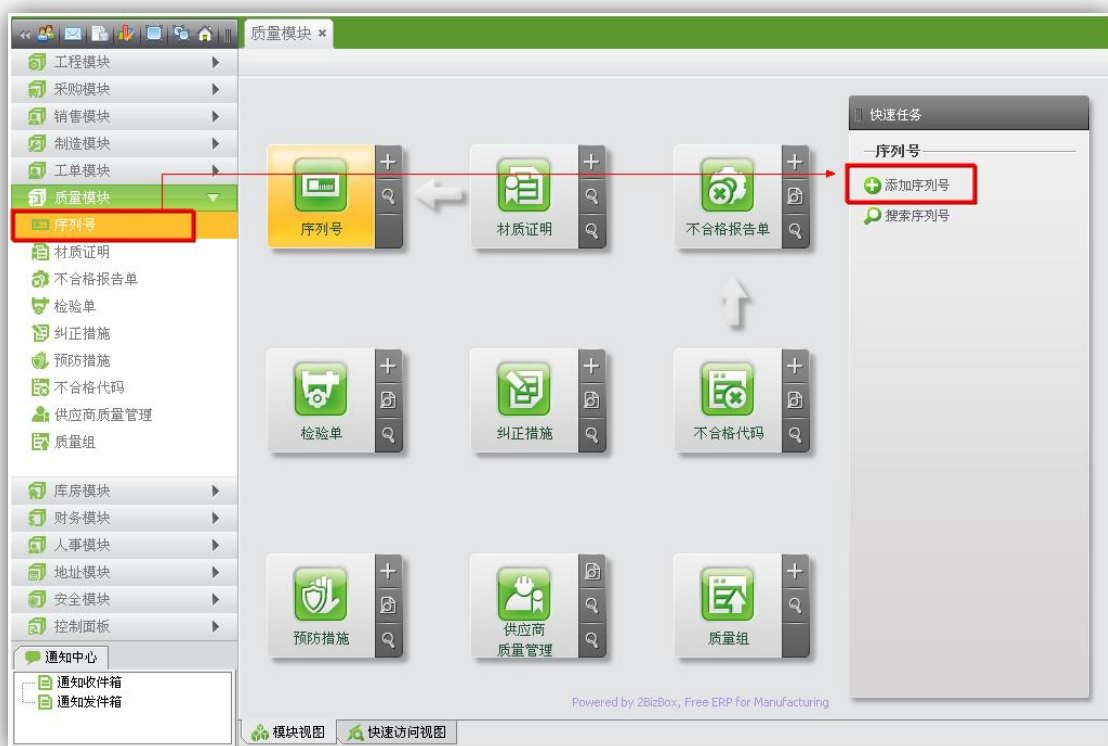 质量模块
工程模块
采购模块
销售模块
制造模块
工单模块
质量模块
序列号
材质证明
不合格报告单
检验单
纠正措施
预防措施
不合格代码
供应商质量管理
质量组
库房模块
财务模块
人事模块
地址模块
安全模块
控制面板
通知中心
通知收件箱
通知发件箱
序列号
材质证明
不合格报告单
检验单
纠正措施
不合格代码
预防措施
供应商
质量管理
质量组
Powered by 2BizBox, Free ERP for Manufacturing
模块视图
快速访问视图
快速任务
序列号
添加序列号
搜索序列号